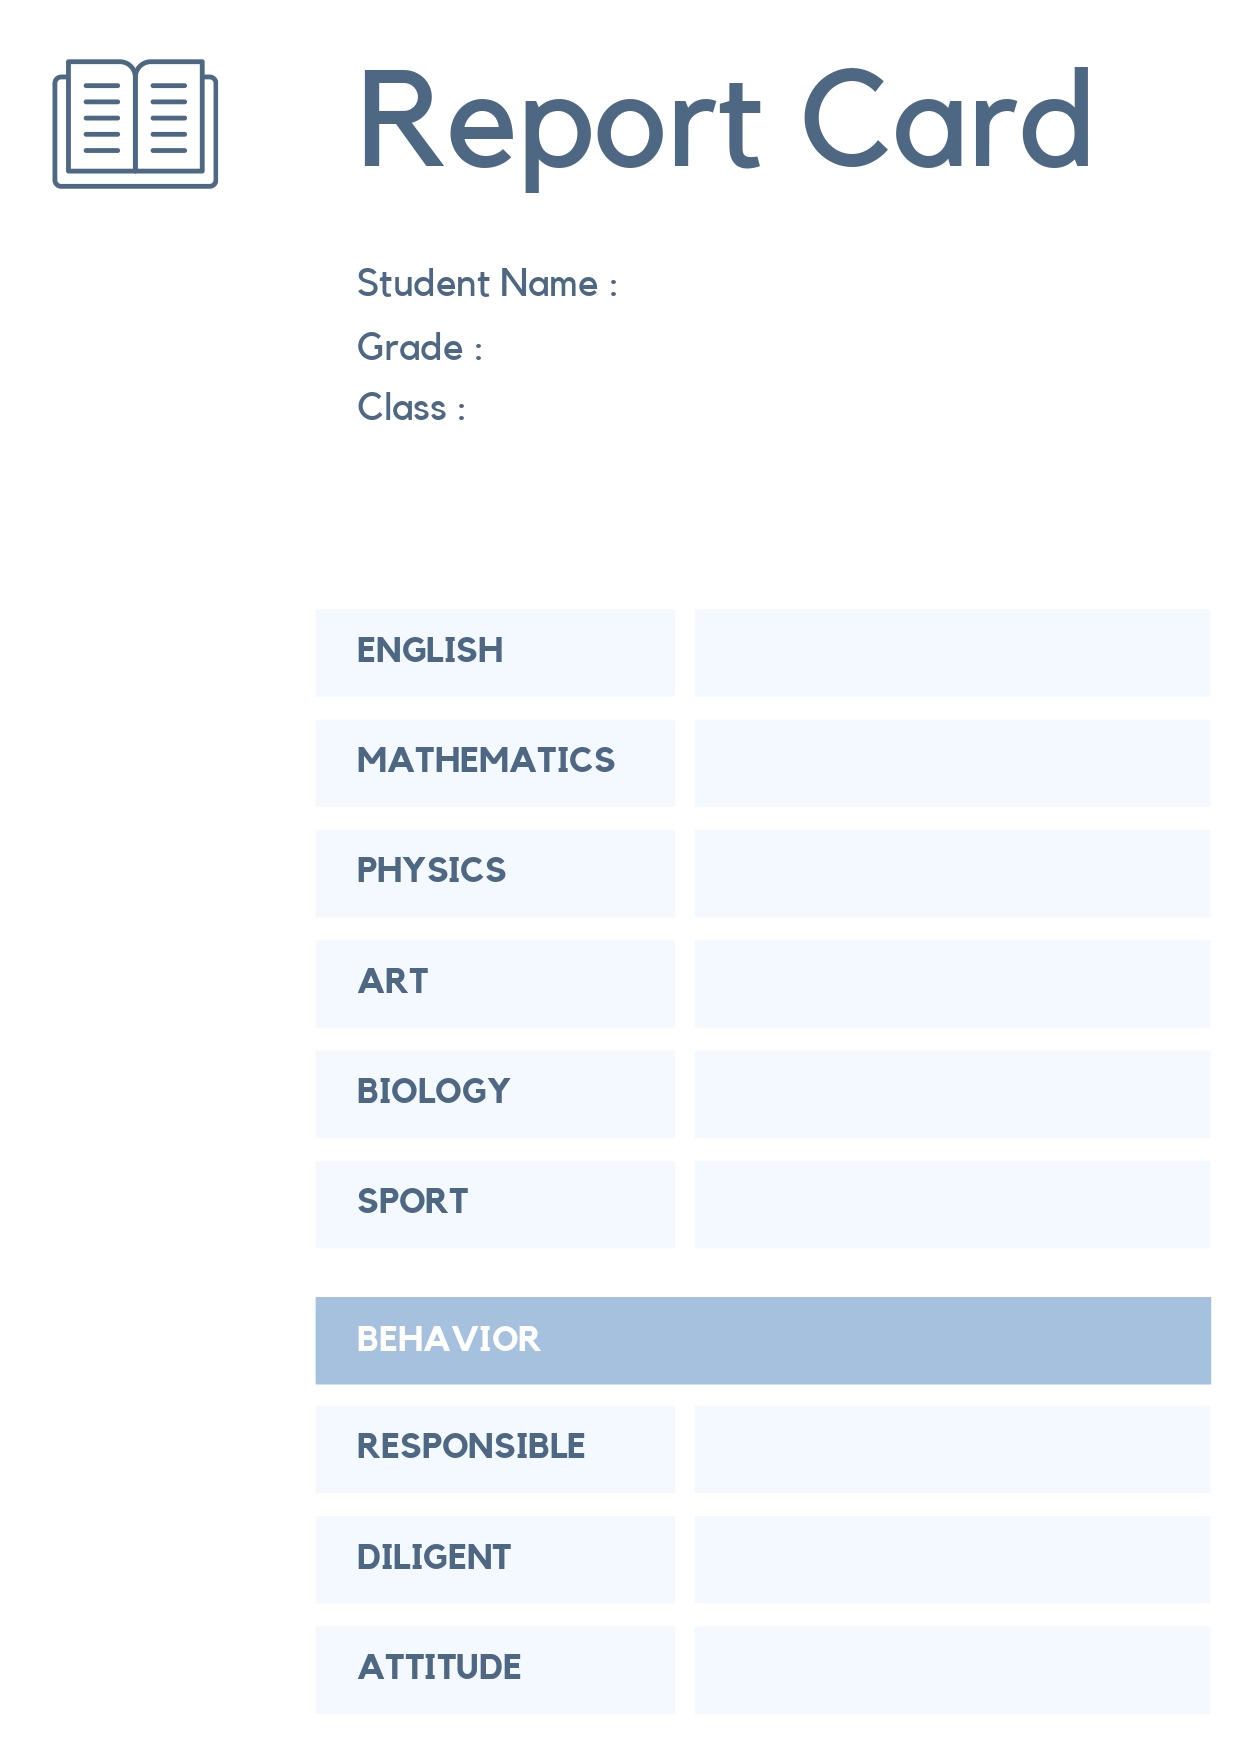 Report Card
Student Name :
Grade :
Class :
ENGLISH
MATHEMATICS
PHYSICS
ART
BIOLOGY
SPORT
BEHAVIOR
RESPONSIBLE
DILIGENT
ATTITUDE